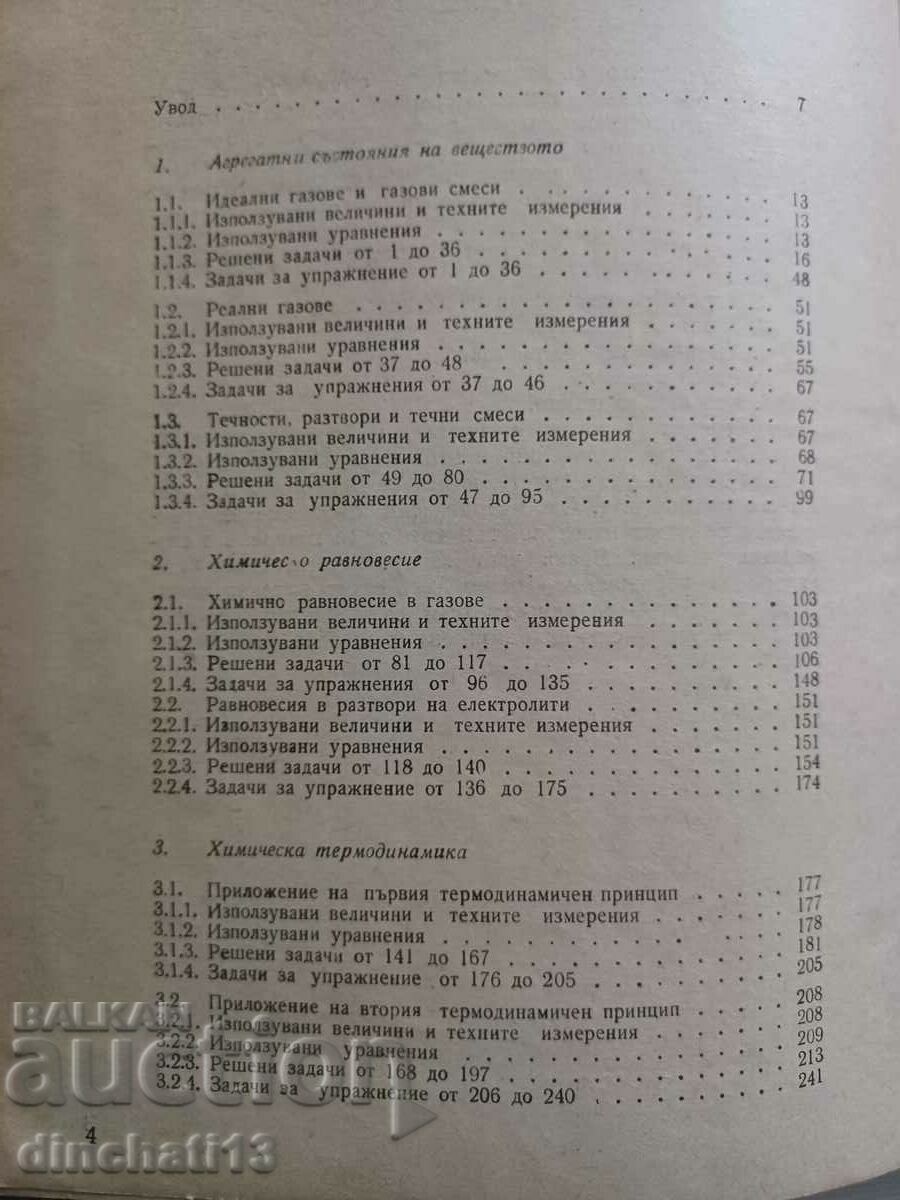 Увод . . . . . . . . . . . . . . . . . . . . . . . 7
1. Агрегатни състояния на веществото
1.1. Идеални газове и газови смеси . . . . . . . . . . 13
1.1.1. Използувани величини и техните измерения . . . . . . 13
1.1.2. Използувани уравнения . . . . . . . . . . . . . . 13
1.1.3. Решени задачи от 1 до 36 . . . . . . . . . . . . 16
1.1.4. Задачи за упражнение от 1 до 36 . . . . . . . . . . 48
1.2. Реални газове . . . . . . . . . . . . . . . . . 51
1.2.1. Използувани величини и техните измерения . . . . . . 51
1.2.2. Използувани уравнения . . . . . . . . . . . . . . 51
1.2.3. Решени задачи от 37 до 48 . . . . . . . . . . . . 55
1.2.4. Задачи за упражнения от 37 до 46 . . . . . . . . . 67
1.3. Течности, разтвори и течни смеси . . . . . . . . . . 67
1.3.1. Използувани величини и техните измерения . . . . . . 67
1.3.2. Използувани уравнения . . . . . . . . . . . . . . 68
1.3.3. Решени задачи от 49 до 80 . . . . . . . . . . . . 71
1.3.4. Задачи за упражнения от 47 до 95 . . . . . . . . . 99
2. Химическо равновесие
2.1. Химично равновесие в газове . . . . . . . . . . . . 103
2.1.1. Използувани величини и техните измерения . . . . . . 103
2.1.2. Използувани уравнения . . . . . . . . . . . . . . 103
2.1.3. Решени задачи от 81 до 117 . . . . . . . . . . . . 106
2.1.4. Задачи за упражнения от 96 до 135 . . . . . . . . . 148
2.2. Равновесия в разтвори на електролити . . . . . . . . 151
2.2.1. Използувани величини и техните измерения . . . . . . 151
2.2.2. Използувани уравнения . . . . . . . . . . . . . . 151
2.2.3. Решени задачи от 118 до 140 . . . . . . . . . . . 154
2.2.4. Задачи за упражнение от 136 до 175 . . . . . . . . 174
3. Химическа термодинамика
3.1. Приложение на първия термодинамичен принцип . . . . . 177
3.1.1. Използувани величини и техните измерения . . . . . . 177
3.1.2. Използувани уравнения . . . . . . . . . . . . . . 178
3.1.3. Решени задачи от 141 до 167 . . . . . . . . . . . 181
3.1.4. Задачи за упражнение от 176 до 205 . . . . . . . . 205
3.2. Приложение на втория термодинамичен принцип . . . . . 208
3.2.1. Използувани величини и техните измерения . . . . . . 208
3.2.2. Използувани уравнения . . . . . . . . . . . . . . 209
3.2.3. Решени задачи от 168 до 197 . . . . . . . . . . . 213
3.2.4. Задачи за упражнение от 206 до 240 . . . . . . . . 241
4
BALKAN
auction
dinchati13